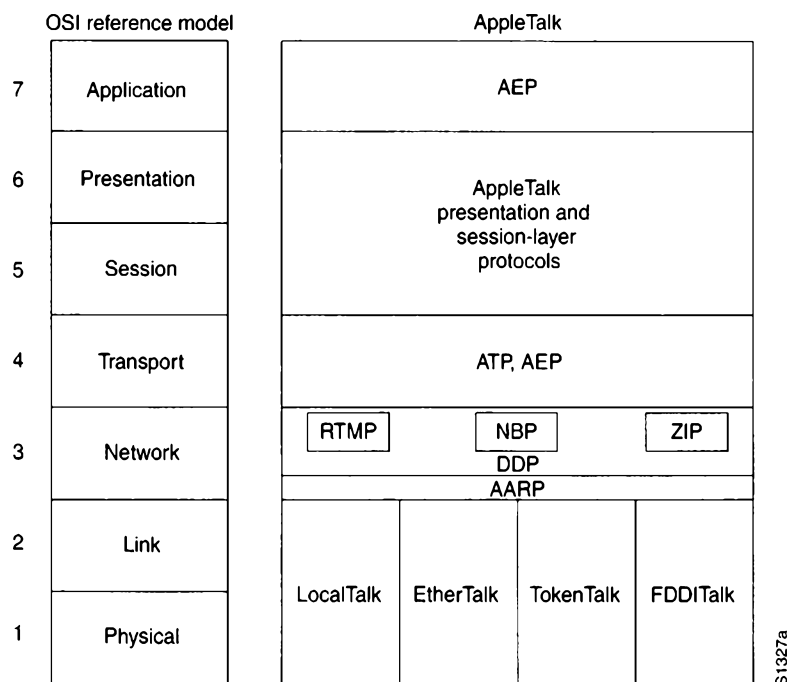 OSI reference model
AppleTalk
7
Application
AEP
6
Presentation
AppleTalk
presentation and
session-layer
protocols
5
Session
4
Transport
ATP, AEP
3
Network
RTMP
NBP
ZIP
DDP
AARP
2
Link
LocalTalk
EtherTalk
TokenTalk
FDDITalk
1
Physical
S1327a